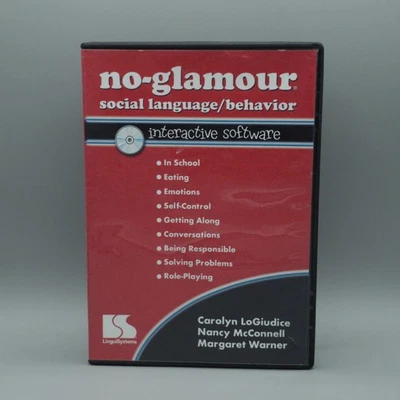 no-glamour®
social language/behavior
interactive software
• In School
• Eating
• Emotions
• Self-Control
• Getting Along
• Conversations
• Being Responsible
• Solving Problems
• Role-Playing
LinguiSystems
Carolyn LoGiudice
Nancy McConnell
Margaret Warner